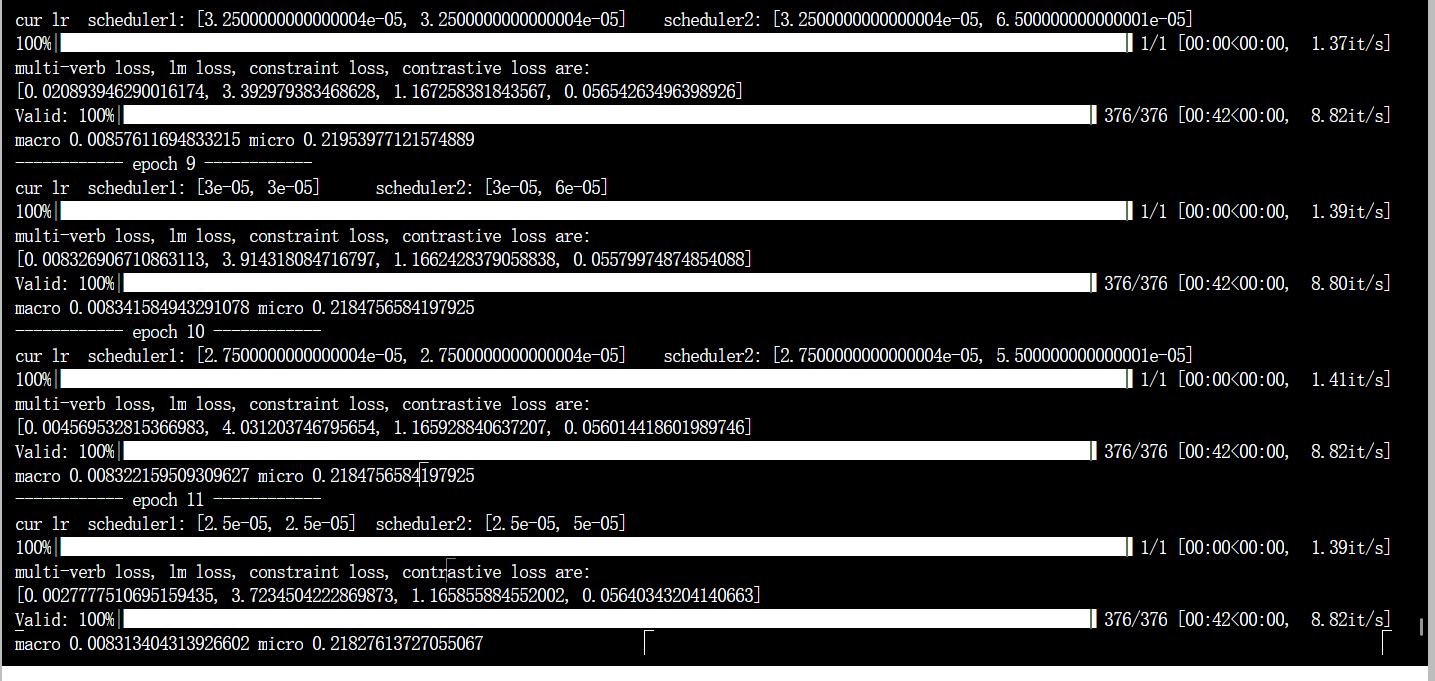 cur lr  scheduler1: [3.2500000000000004e-05, 3.2500000000000004e-05]    scheduler2: [3.2500000000000004e-05, 6.500000000000001e-05]
100%| 1/1 [00:00<00:00,  1.37it/s]
multi-verb loss, lm loss, constraint loss, contrastive loss are:
[0.020893946290016174, 3.392979383468628, 1.167258381843567, 0.05654263496398926]
Valid: 100%| 376/376 [00:42<00:00,  8.82it/s]
macro 0.00857611694833215 micro 0.21953977121574889
------------ epoch 9 ------------
cur lr  scheduler1: [3e-05, 3e-05]      scheduler2: [3e-05, 6e-05]
100%| 1/1 [00:00<00:00,  1.39it/s]
multi-verb loss, lm loss, constraint loss, contrastive loss are:
[0.008326906710863113, 3.914318084716797, 1.1662428379058838, 0.05579974874854088]
Valid: 100%| 376/376 [00:42<00:00,  8.80it/s]
macro 0.008341584943291078 micro 0.2184756584197925
------------ epoch 10 ------------
cur lr  scheduler1: [2.7500000000000004e-05, 2.7500000000000004e-05]    scheduler2: [2.7500000000000004e-05, 5.500000000000001e-05]
100%| 1/1 [00:00<00:00,  1.41it/s]
multi-verb loss, lm loss, constraint loss, contrastive loss are:
[0.004569532815366983, 4.031203746795654, 1.165928840637207, 0.056014418601989746]
Valid: 100%| 376/376 [00:42<00:00,  8.82it/s]
macro 0.008322159509309627 micro 0.2184756584197925
------------ epoch 11 ------------
cur lr  scheduler1: [2.5e-05, 2.5e-05]  scheduler2: [2.5e-05, 5e-05]
100%| 1/1 [00:00<00:00,  1.39it/s]
multi-verb loss, lm loss, constraint loss, contrastive loss are:
[0.0027777510695159435, 3.7234504222869873, 1.165855884552002, 0.05640343204140663]
Valid: 100%| 376/376 [00:42<00:00,  8.82it/s]
macro 0.008313404313926602 micro 0.21827613727055067